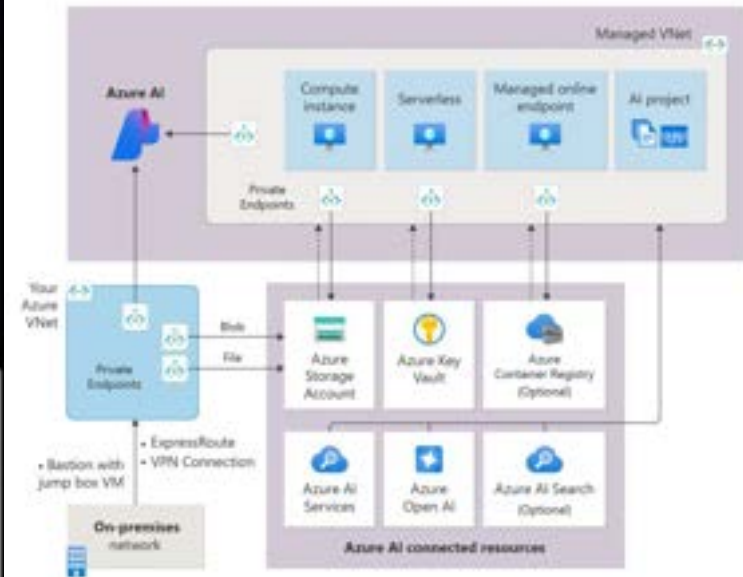 Managed VNet
Azure AI
Compute
instance
Serverless
Managed online
endpoint
AI project
Private
Endpoints
Your
Azure
VNet
Private
Endpoints
Blob
File
Azure
Storage
Account
Azure Key
Vault
Azure
Container Registry
(Optional)
• Bastion with
jump box VM
• ExpressRoute
• VPN Connection
Azure AI
Services
Azure
Open AI
Azure AI Search
(Optional)
On-premises
network
Azure AI connected resources